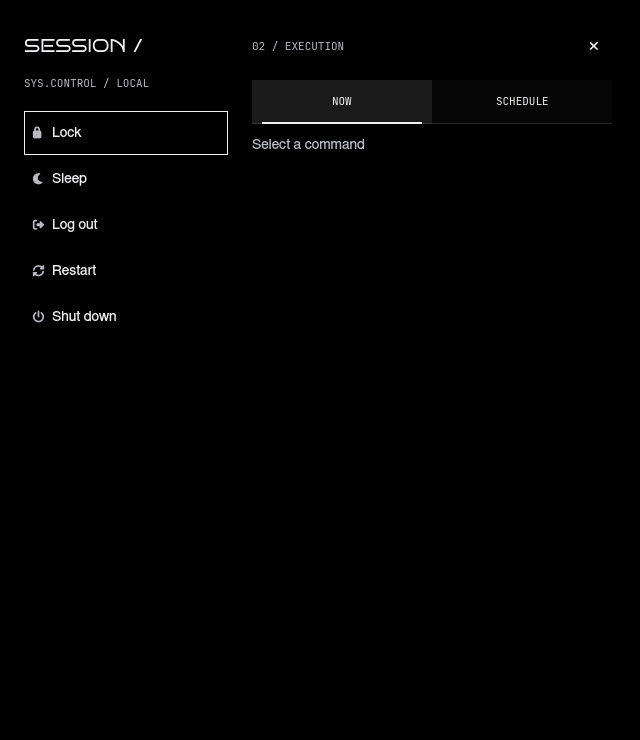 SESSION /
SYS.CONTROL / LOCAL
Lock
Sleep
Log out
Restart
Shut down
02 / EXECUTION
NOW
SCHEDULE
Select a command